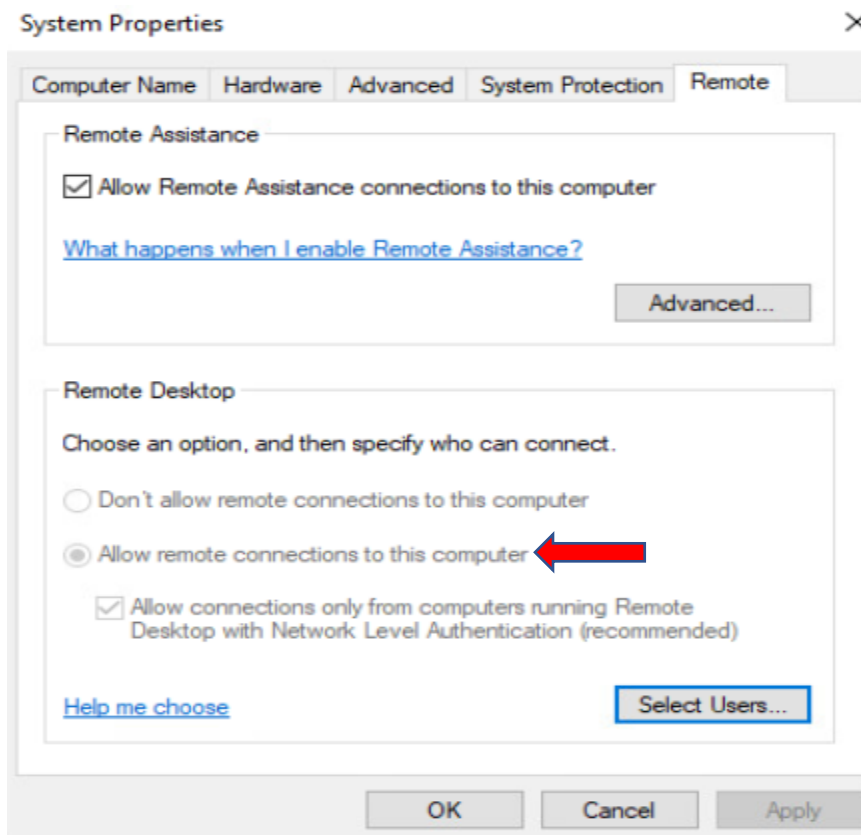 System Properties
Computer Name Hardware Advanced System Protection Remote
Remote Assistance
Allow Remote Assistance connections to this computer
What happens when I enable Remote Assistance?
Advanced...
Remote Desktop
Choose an option, and then specify who can connect.
Don't allow remote connections to this computer
Allow remote connections to this computer
Allow connections only from computers running Remote
Desktop with Network Level Authentication (recommended)
Help me choose
Select Users...
OK Cancel Apply